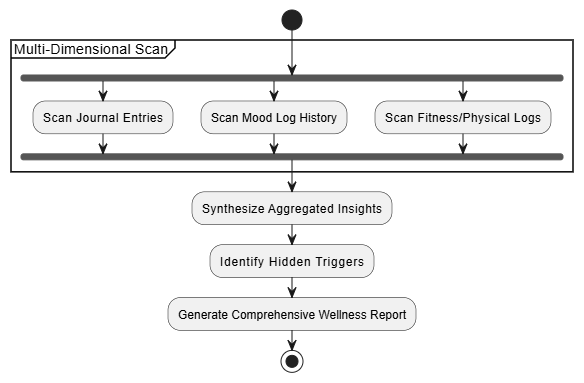 Multi-Dimensional Scan
Scan Journal Entries
Scan Mood Log History
Scan Fitness/Physical Logs
Synthesize Aggregated Insights
Identify Hidden Triggers
Generate Comprehensive Wellness Report